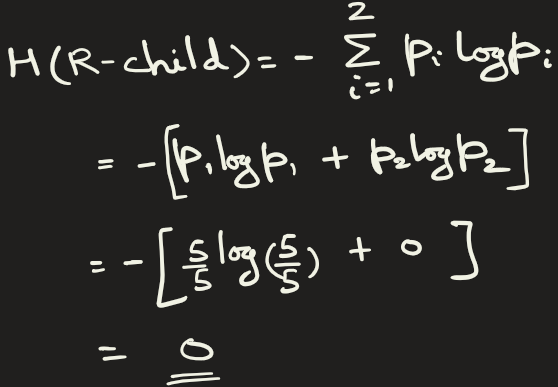 H(R-child) = - ∑_{i=1}^{2} p_i log p_i
= -[p_1 log p_1 + p_2 log p_2]
= -[5/5 log(5/5) + 0]
= 0